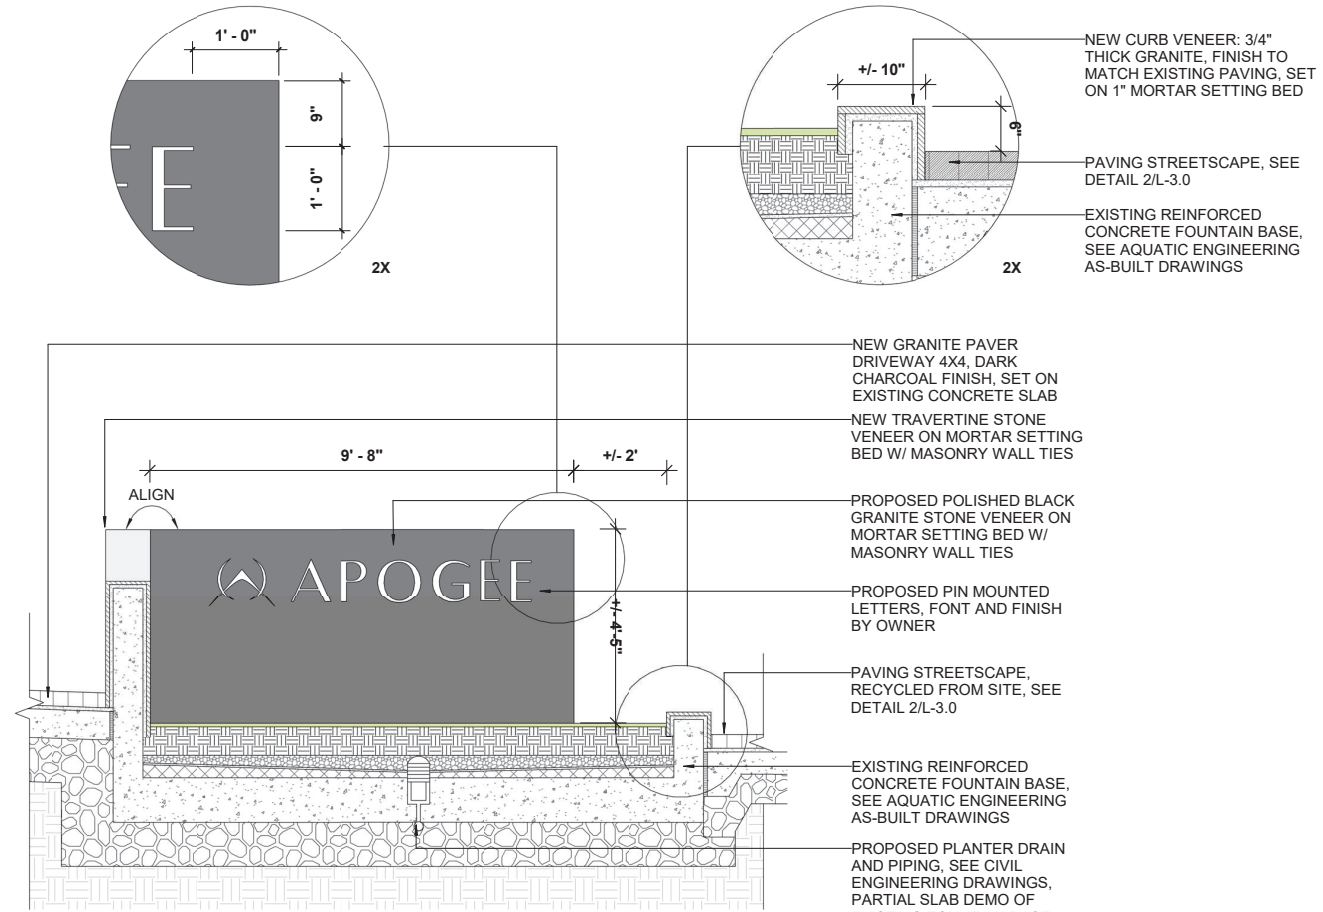 1' - 0"
9"
1' - 0"
E
2X
+/- 10"
6"
2X
NEW CURB VENEER: 3/4"
THICK GRANITE, FINISH TO
MATCH EXISTING PAVING, SET
ON 1" MORTAR SETTING BED
PAVING STREETSCAPE, SEE
DETAIL 2/L-3.0
EXISTING REINFORCED
CONCRETE FOUNTAIN BASE,
SEE AQUATIC ENGINEERING
AS-BUILT DRAWINGS
NEW GRANITE PAVER
DRIVEWAY 4X4, DARK
CHARCOAL FINISH, SET ON
EXISTING CONCRETE SLAB
NEW TRAVERTINE STONE
VENEER ON MORTAR SETTING
BED W/ MASONRY WALL TIES
9' - 8"
+/- 2'
ALIGN
APOGEE
+/- 4'-5"
PROPOSED POLISHED BLACK
GRANITE STONE VENEER ON
MORTAR SETTING BED W/
MASONRY WALL TIES
PROPOSED PIN MOUNTED
LETTERS, FONT AND FINISH
BY OWNER
PAVING STREETSCAPE,
RECYCLED FROM SITE, SEE
DETAIL 2/L-3.0
EXISTING REINFORCED
CONCRETE FOUNTAIN BASE,
SEE AQUATIC ENGINEERING
AS-BUILT DRAWINGS
PROPOSED PLANTER DRAIN
AND PIPING, SEE CIVIL
ENGINEERING DRAWINGS,
PARTIAL SLAB DEMO OF